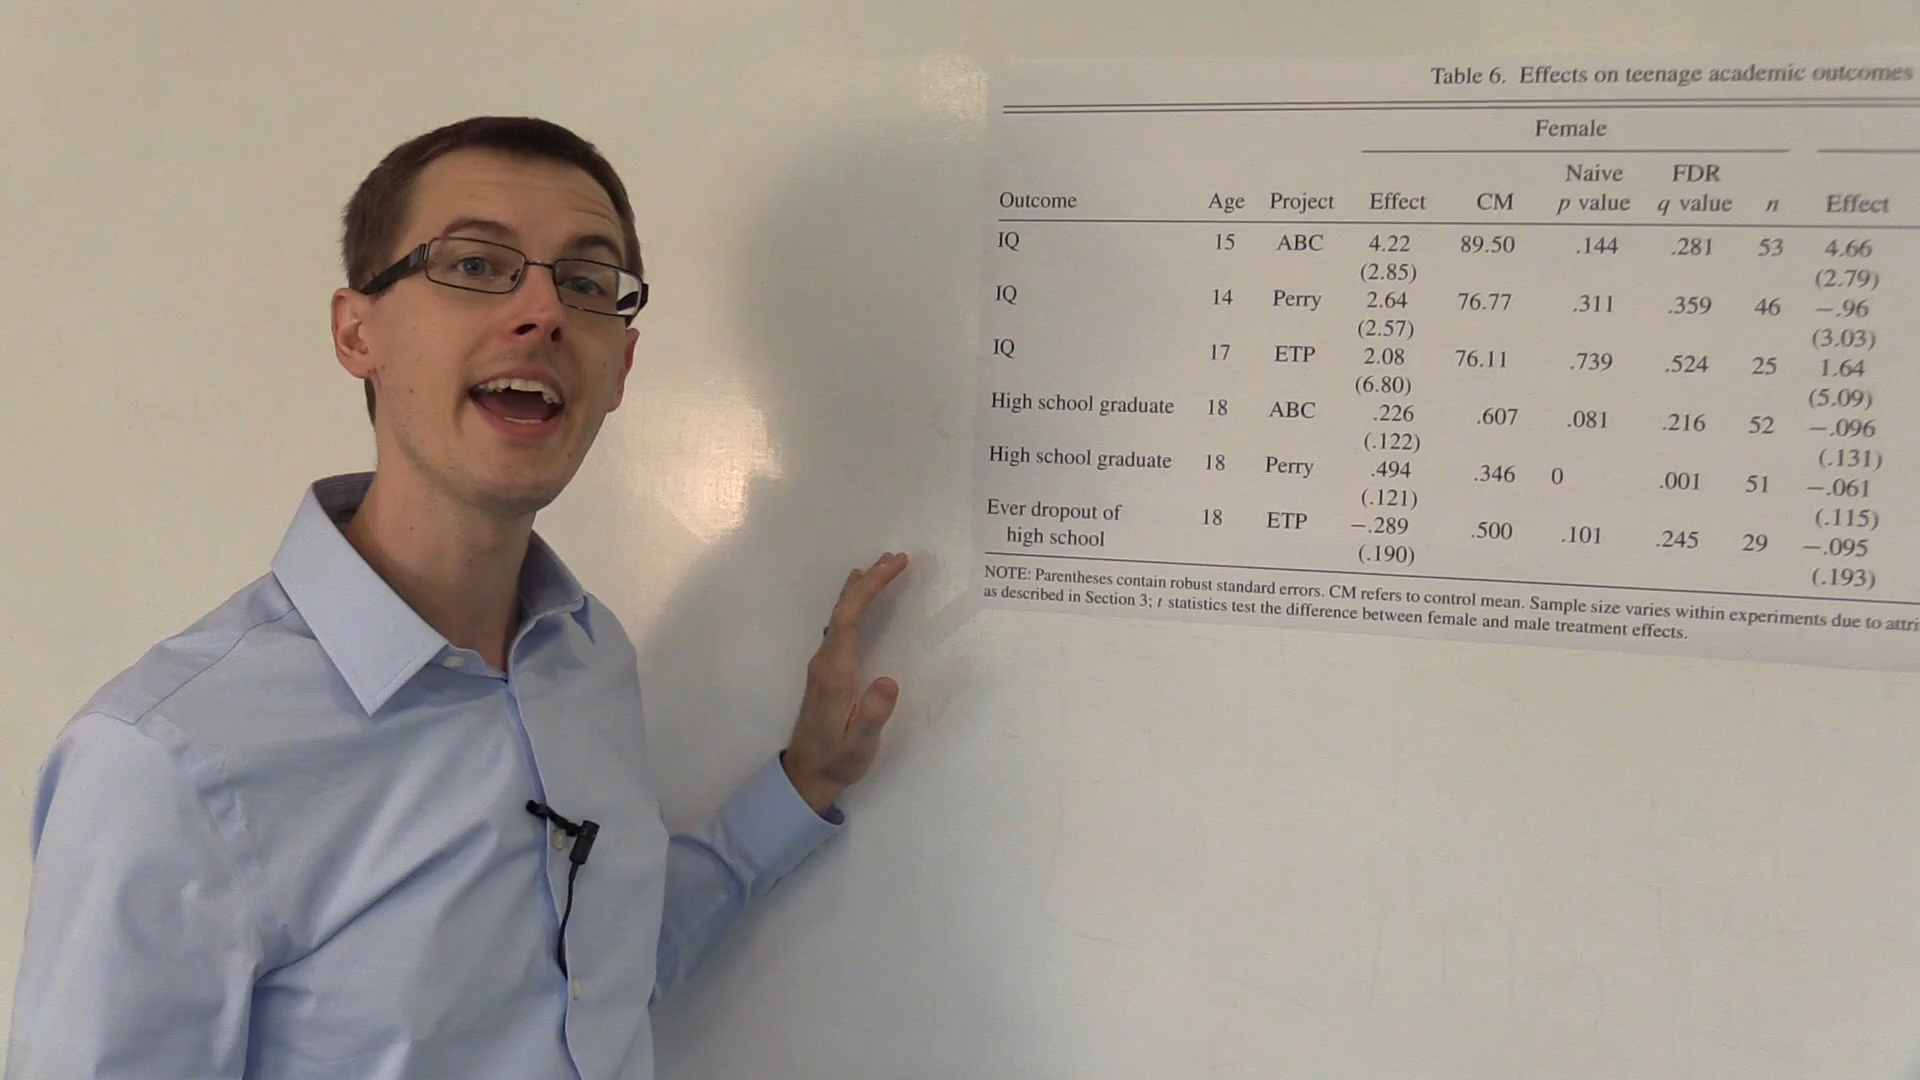 Table 6. Effects on teenage academic outcomes
Female
Naive FDR
Outcome Age Project Effect CM p value q value n Effect
IQ 15 ABC 4.22 89.50 .144 .281 53 4.66
(2.85) (2.79)
IQ 14 Perry 2.64 76.77 .311 .359 46 −.96
(2.57) (3.03)
IQ 17 ETP 2.08 76.11 .739 .524 25 1.64
(6.80) (5.09)
High school graduate 18 ABC .226 .607 .081 .216 52 −.096
(.122) (.131)
High school graduate 18 Perry .494 .346 0 .001 51 −.061
(.121) (.115)
Ever dropout of 18 ETP −.289 .500 .101 .245 29 −.095
high school (.190) (.193)
NOTE: Parentheses contain robust standard errors. CM refers to control mean. Sample size varies within experiments due to attri
as described in Section 3; t statistics test the difference between female and male treatment effects.